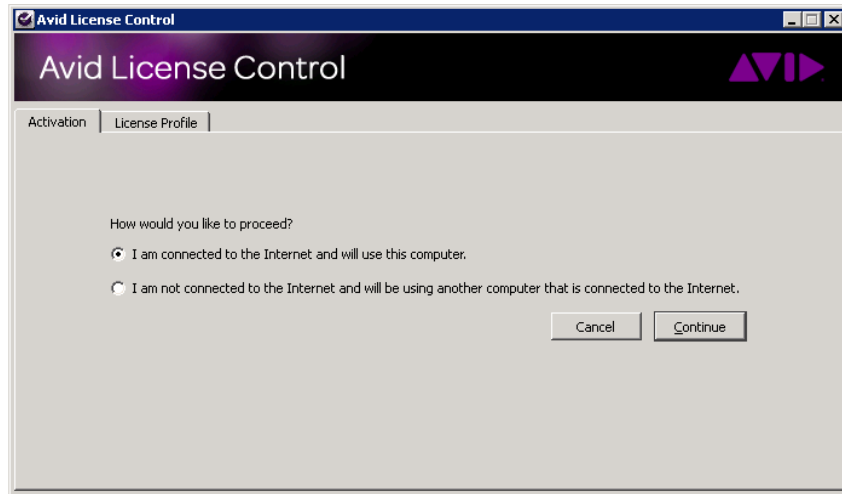 Avid License Control
Avid License Control
AVID
Activation
License Profile
How would you like to proceed?
I am connected to the Internet and will use this computer.
I am not connected to the Internet and will be using another computer that is connected to the Internet.
Cancel
Continue